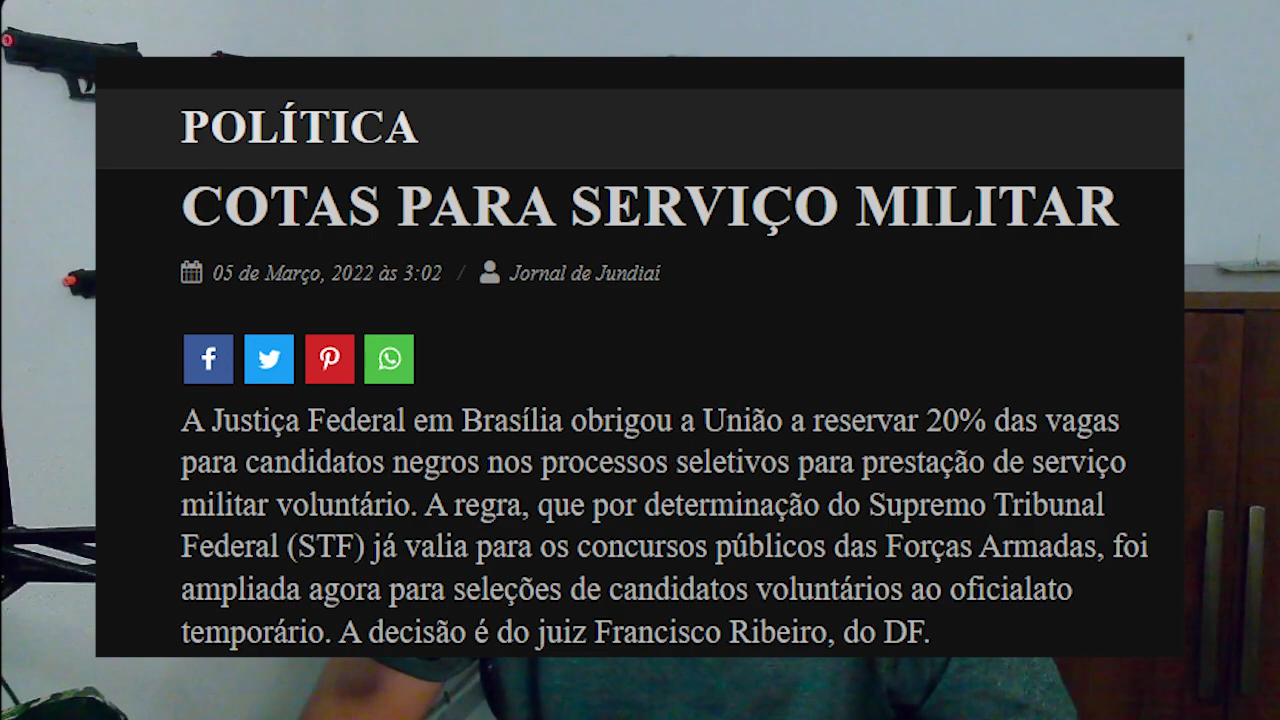 POLÍTICA
COTAS PARA SERVIÇO MILITAR
05 de Março, 2022 às 3:02 / Jornal de Jundiaí
A Justiça Federal em Brasília obrigou a União a reservar 20% das vagas
para candidatos negros nos processos seletivos para prestação de serviço
militar voluntário. A regra, que por determinação do Supremo Tribunal
Federal (STF) já valia para os concursos públicos das Forças Armadas, foi
ampliada agora para seleções de candidatos voluntários ao oficialato
temporário. A decisão é do juiz Francisco Ribeiro, do DF.